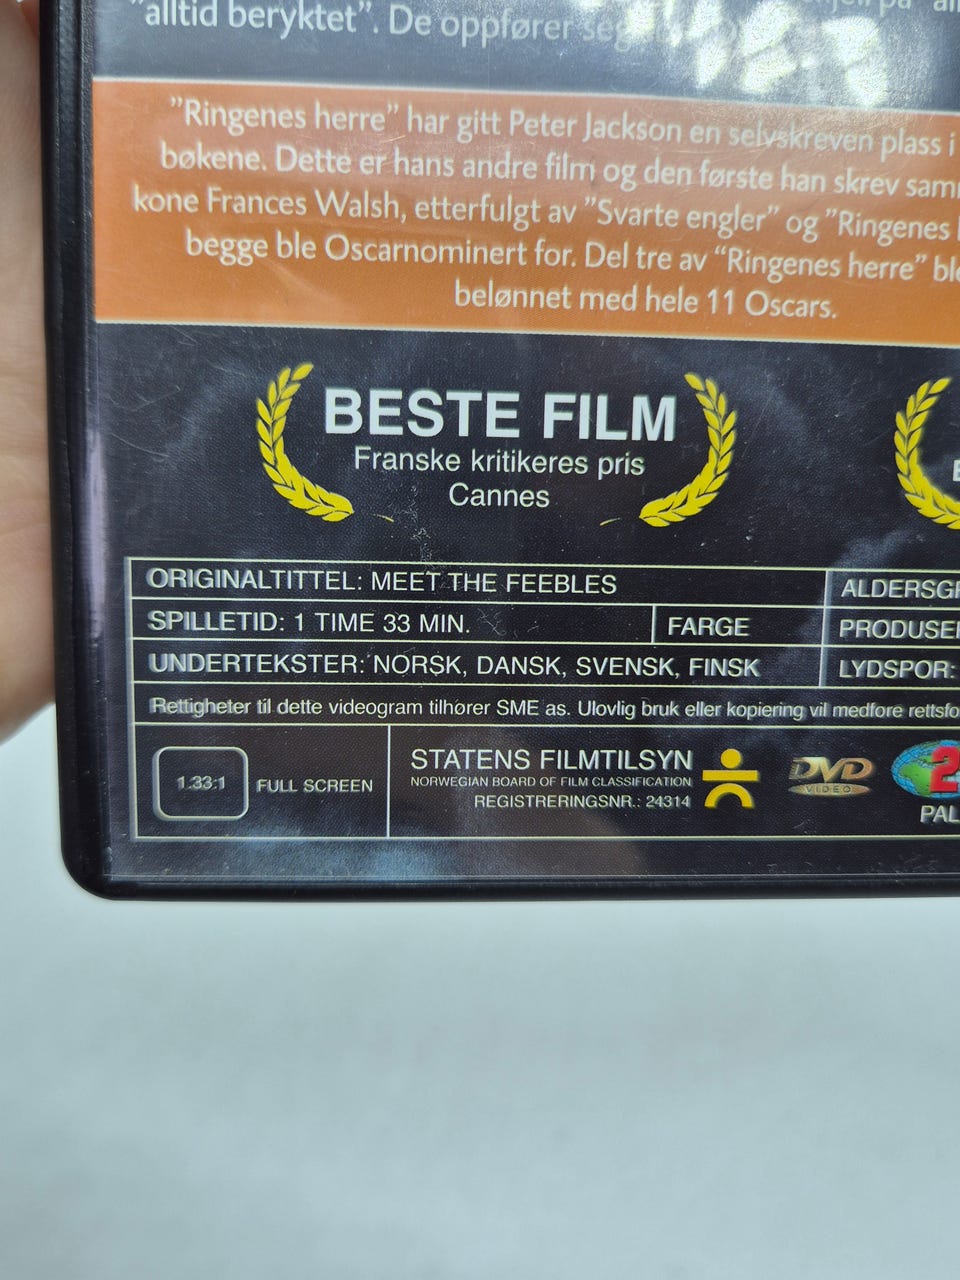 "alltid beryktet". De oppfører seg
"Ringenes herre" har gitt Peter Jackson en selvskreven plass i
bøkene. Dette er hans andre film og den første han skrev
kone Frances Walsh, etterfulgt av "Svarte engler" og "Ringenes
begge ble Oscarnominert for. Del tre av "Ringenes herre"
belønnet med hele 11 Oscars.
BESTE FILM
Franske kritikeres pris
Cannes
ORIGINALTITTEL: MEET THE FEEBLES
SPILLETID: 1 TIME 33 MIN.
FARGE
UNDERTEKSTER: NORSK, DANSK, SVENSK, FINSK
LYDSPOR:
Rettigheter til dette videogram tilhører SME as. Ulovlig bruk eller kopiering vil medføre
1.33:1
FULL SCREEN
STATENS FILMTILSYN
NORWEGIAN BOARD OF FILM CLASSIFICATION
REGISTRERINGSNR.: 24314
DVD
VIDEO
2
PAL